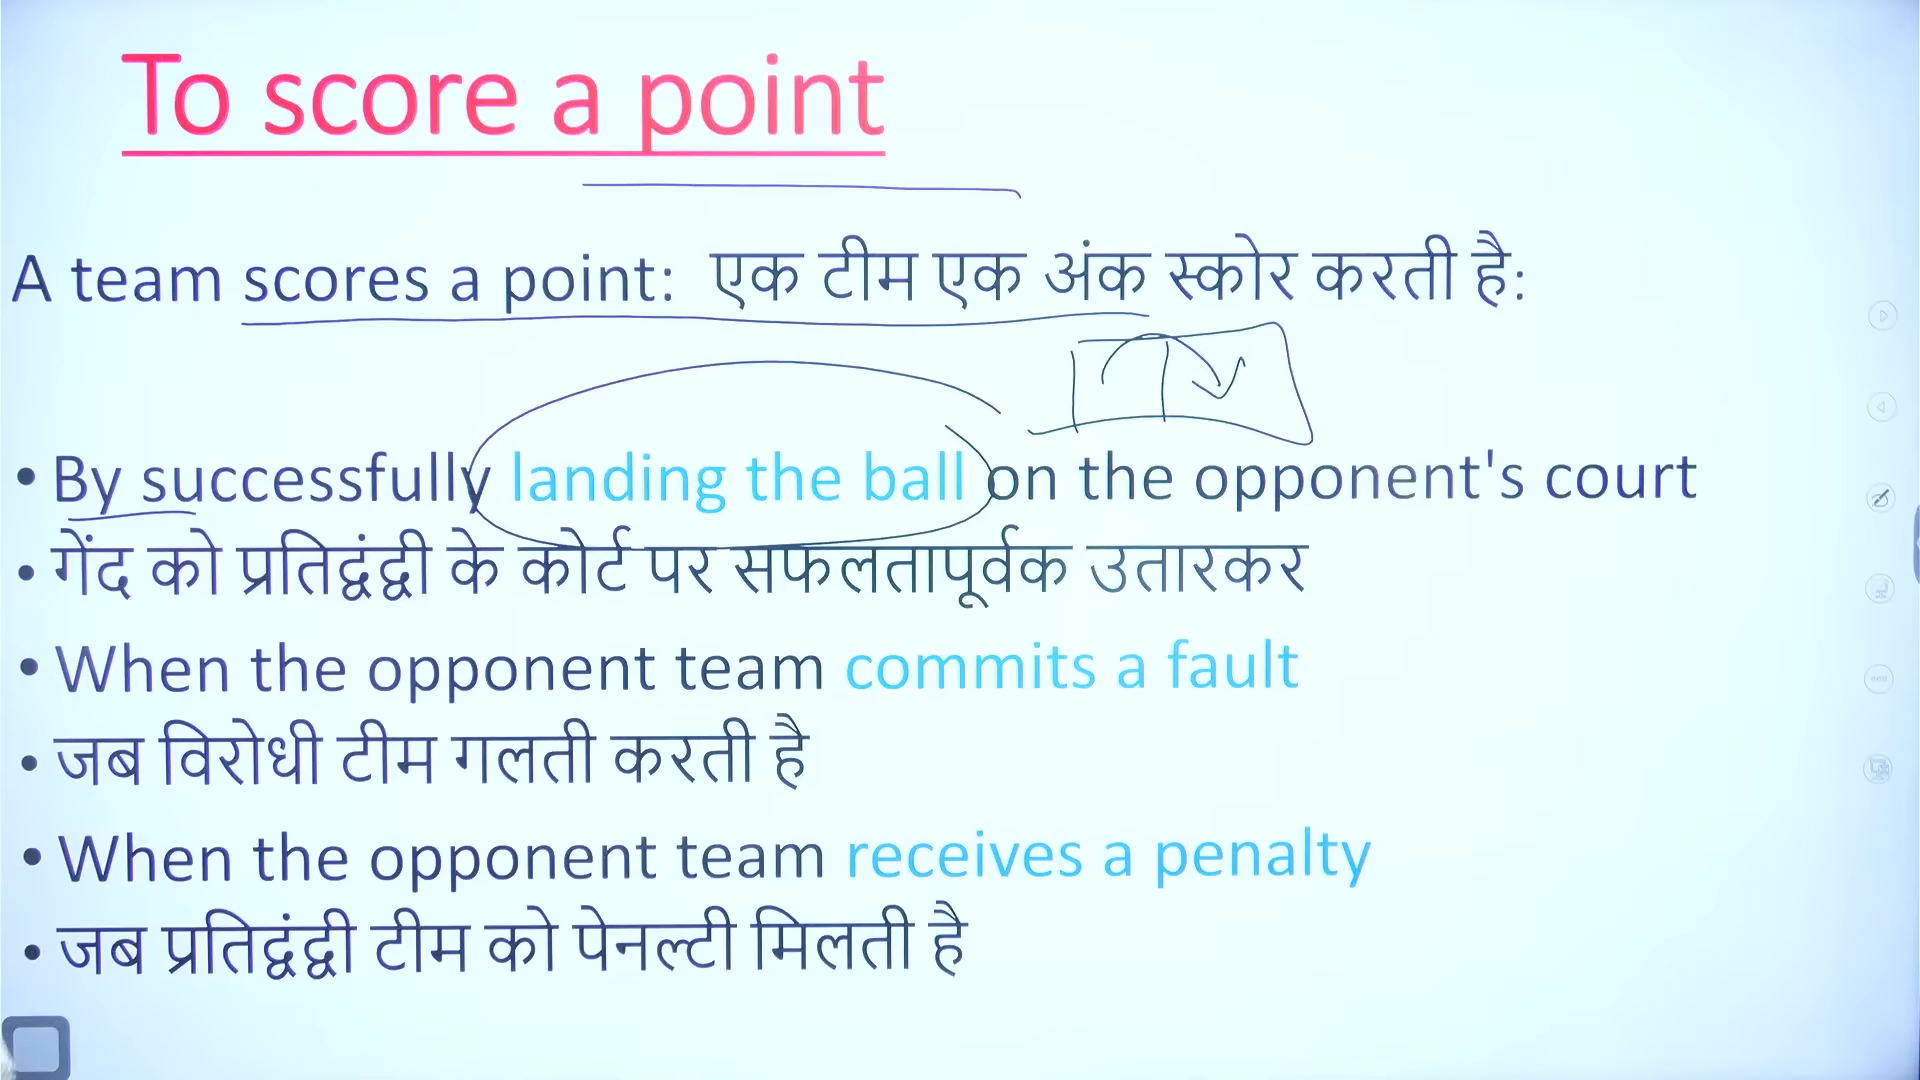 To score a point
A team scores a point: एक टीम एक अंक स्कोर करती है:
• By successfully landing the ball on the opponent's court
• गेंद को प्रतिद्वंद्वी के कोर्ट पर सफलतापूर्वक उतारकर
• When the opponent team commits a fault
• जब विरोधी टीम गलती करती है
• When the opponent team receives a penalty
• जब प्रतिद्वंद्वी टीम को पेनल्टी मिलती है